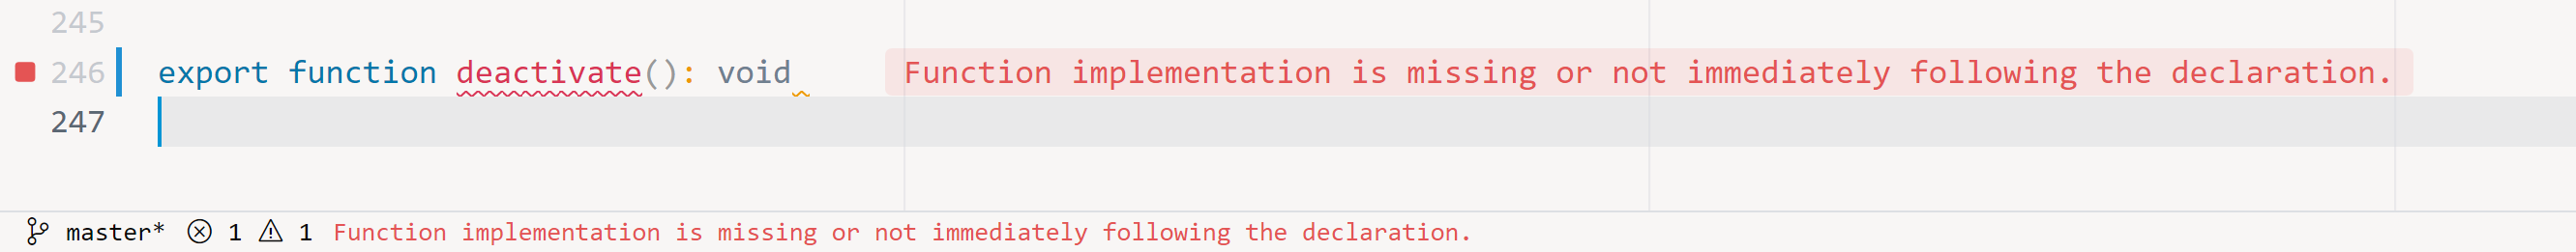 245
246 export function deactivate(): void Function implementation is missing or not immediately following the declaration.
247
master* 1 1 Function implementation is missing or not immediately following the declaration.